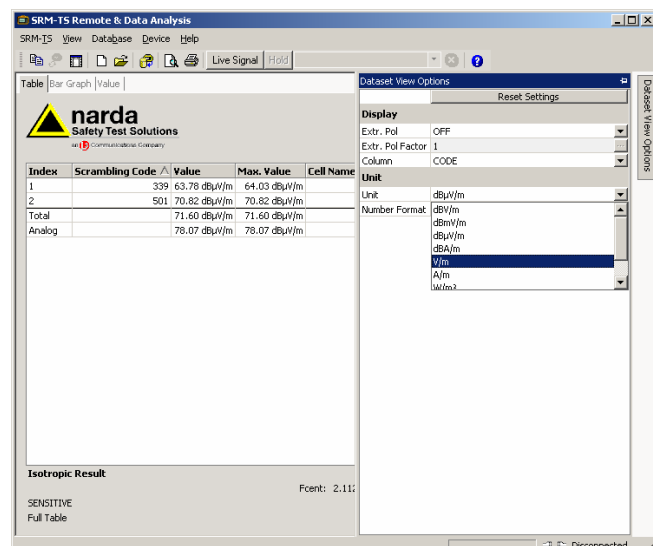 SRM-TS Remote & Data Analysis
SRM-TS View Database Device Help
Live Signal Hold
Table Bar Graph Value
narda
Safety Test Solutions
an Communications Company
Index Scrambling Code Value Max. Value Cell Name
1 339 63.78 dBµV/m 64.03 dBµV/m
2 501 70.82 dBµV/m 70.82 dBµV/m
Total 71.60 dBµV/m 71.60 dBµV/m
Analog 78.07 dBµV/m 78.07 dBµV/m
Isotropic Result
Fcent: 2.112
SENSITIVE
Full Table
Dataset View Options
Reset Settings
Display
Extr. Pol OFF
Extr. Pol Factor 1
Column CODE
Unit
Unit dBµV/m
Number Format dBV/m
dBmV/m
dBµV/m
dBA/m
V/m
A/m
W/m²
Dataset View Options
Disconnected